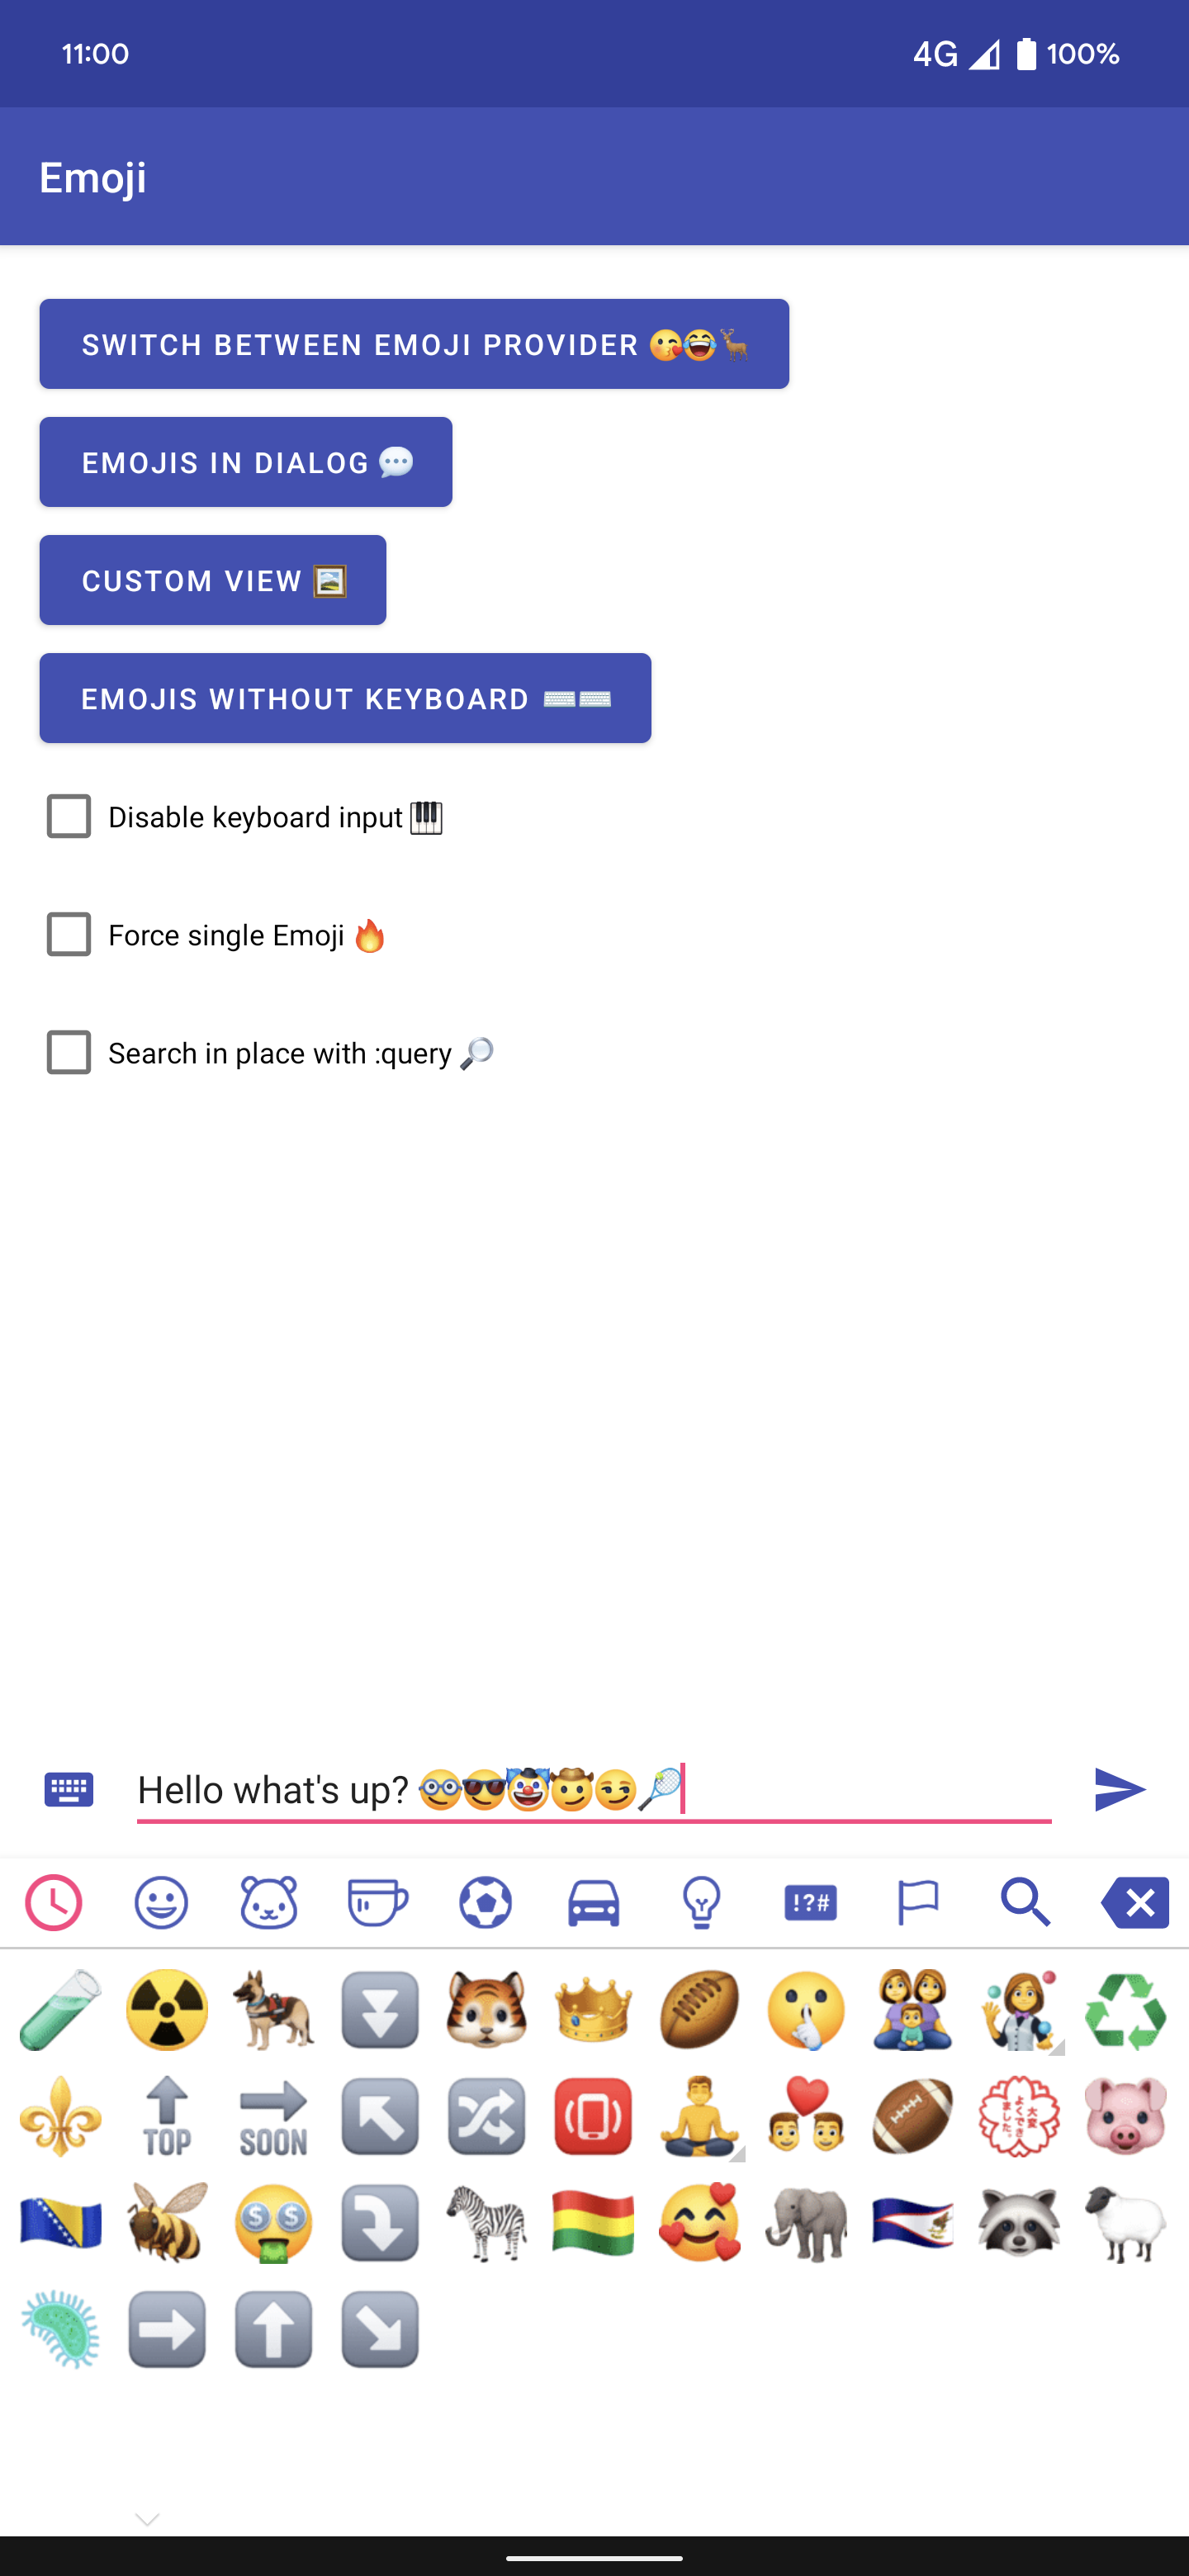 11:00 4G 100%
Emoji
SWITCH BETWEEN EMOJI PROVIDER 😘😂🦌
EMOJIS IN DIALOG 💬
CUSTOM VIEW 🖼️
EMOJIS WITHOUT KEYBOARD ⌨️⌨️
Disable keyboard input 🎹
Force single Emoji 🔥
Search in place with :query 🔎
Hello what's up? 🤓😎🤡🤠😏🎾
!?#
TOP SOON 大変よくできました。